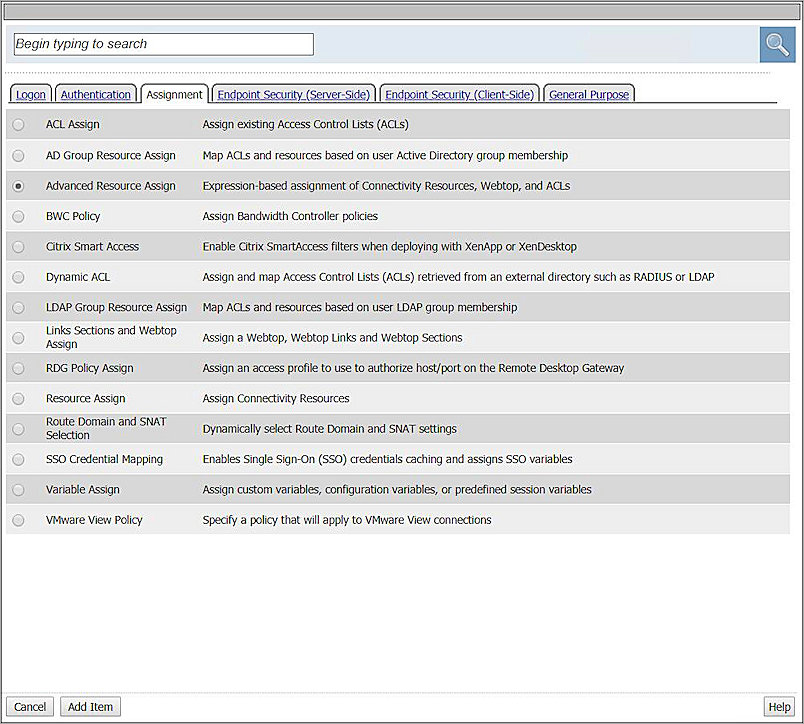 Begin typing to search
Logon Authentication Assignment Endpoint Security (Server-Side) Endpoint Security (Client-Side) General Purpose
ACL Assign Assign existing Access Control Lists (ACLs)
AD Group Resource Assign Map ACLs and resources based on user Active Directory group membership
Advanced Resource Assign Expression-based assignment of Connectivity Resources, Webtop, and ACLs
BWC Policy Assign Bandwidth Controller policies
Citrix Smart Access Enable Citrix SmartAccess filters when deploying with XenApp or XenDesktop
Dynamic ACL Assign and map Access Control Lists (ACLs) retrieved from an external directory such as RADIUS or LDAP
LDAP Group Resource Assign Map ACLs and resources based on user LDAP group membership
Links Sections and Webtop
Assign
Assign a Webtop, Webtop Links and Webtop Sections
RDG Policy Assign Assign an access profile to use to authorize host/port on the Remote Desktop Gateway
Resource Assign Assign Connectivity Resources
Route Domain and SNAT
Selection
Dynamically select Route Domain and SNAT settings
SSO Credential Mapping Enables Single Sign-On (SSO) credentials caching and assigns SSO variables
Variable Assign Assign custom variables, configuration variables, or predefined session variables
VMware View Policy Specify a policy that will apply to VMware View connections
Cancel Add Item Help